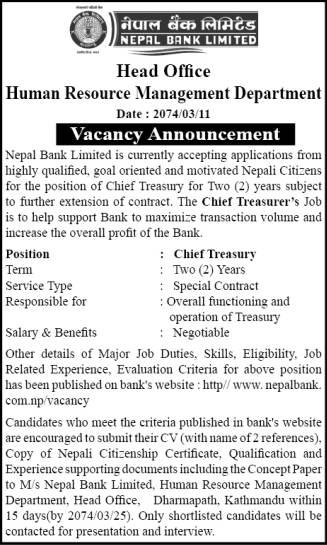 नेपाल बैंक लिमिटेड
NEPAL BANK LIMITED
Head Office
Human Resource Management Department
Date : 2074/03/11
Vacancy Announcement
Nepal Bank Limited is currently accepting applications from
highly qualified, goal oriented and motivated Nepali Citizens
for the position of Chief Treasury for Two (2) years subject
to further extension of contract. The Chief Treasurer's Job
is to help support Bank to maximize transaction volume and
increase the overall profit of the Bank.
Position : Chief Treasury
Term : Two (2) Years
Service Type : Special Contract
Responsible for : Overall functioning and
operation of Treasury
Salary & Benefits : Negotiable
Other details of Major Job Duties, Skills, Eligibility, Job
Related Experience, Evaluation Criteria for above position
has been published on bank's website : http// www. nepalbank.
com.np/vacancy
Candidates who meet the criteria published in bank's website
are encouraged to submit their CV (with name of 2 references),
Copy of Nepali Citizenship Certificate, Qualification and
Experience supporting documents including the Concept Paper
to M/s Nepal Bank Limited, Human Resource Management
Department, Head Office, Dharmapath, Kathmandu within
15 days(by 2074/03/25). Only shortlisted candidates will be
contacted for presentation and interview.